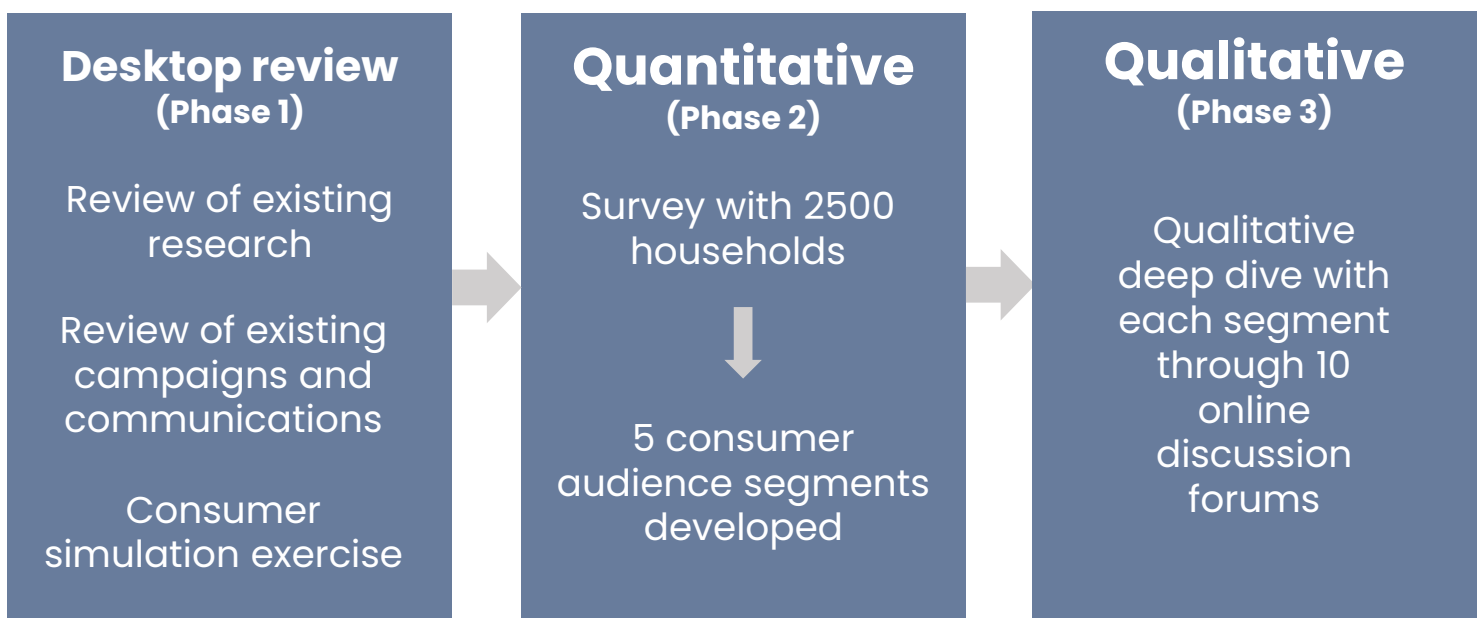 Desktop review
(Phase 1)
Review of existing
research
Review of existing
campaigns and
communications
Consumer
simulation exercise
Quantitative
(Phase 2)
Survey with 2500
households
5 consumer
audience segments
developed
Qualitative
(Phase 3)
Qualitative
deep dive with
each segment
through 10
online
discussion
forums